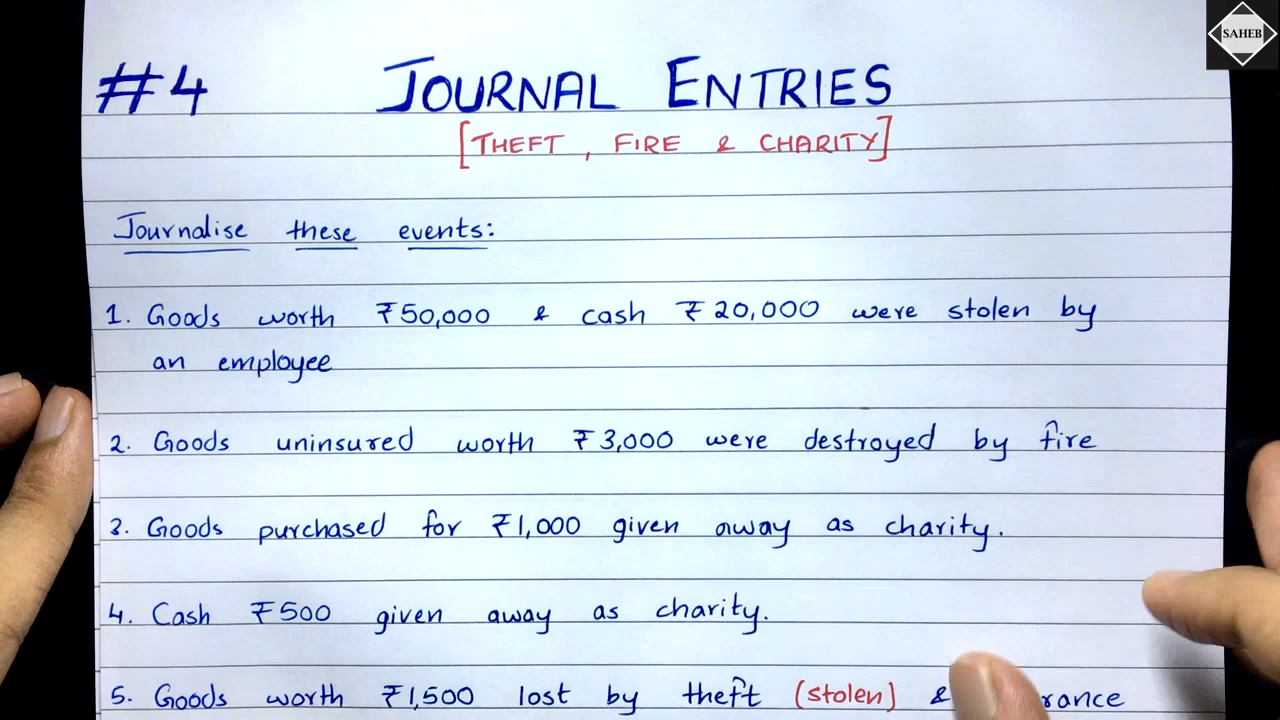 SAHEB
#4 JOURNAL ENTRIES
[THEFT, FIRE & CHARITY]
Journalise these events:
1. Goods worth ₹50,000 & cash ₹20,000 were stolen by
an employee
2. Goods uninsured worth ₹3,000 were destroyed by fire
3. Goods purchased for ₹1,000 given away as charity.
4. Cash ₹500 given away as charity.
5. Goods worth ₹1,500 lost by theft (stolen) &